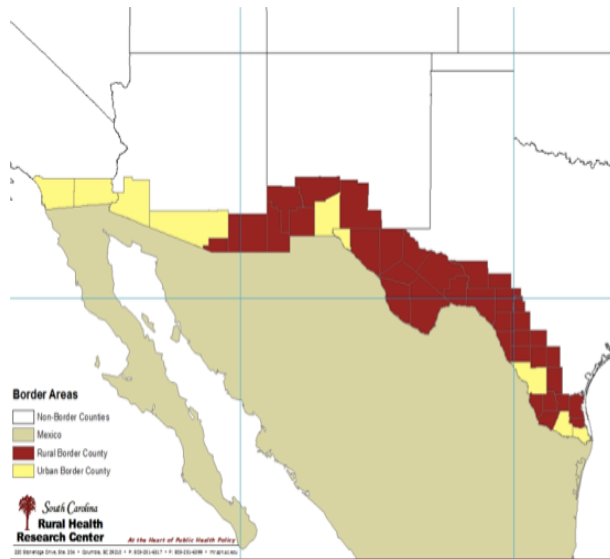 Border Areas
Non-Border Counties
Mexico
Rural Border County
Urban Border County
South Carolina
Rural Health
Research Center
At the Heart of Public Health Policy